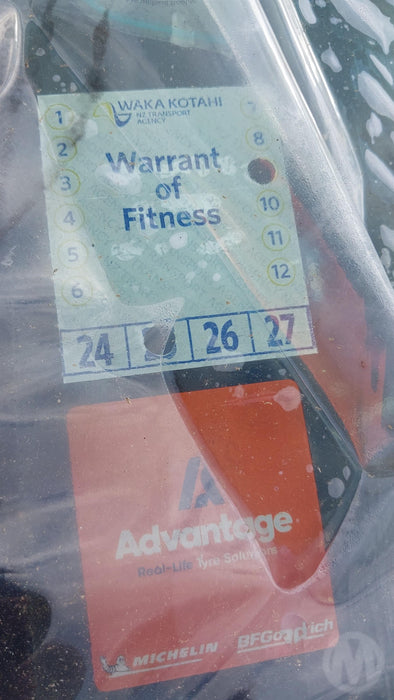 WAKA KOTAHI
NZ TRANSPORT
AGENCY
Warrant
of
Fitness
1
2
3
4
5
6
7
8
10
11
12
24 26 27
Advantage
Real-Life Tyre Solutions
MICHELIN BFGoodrich
M